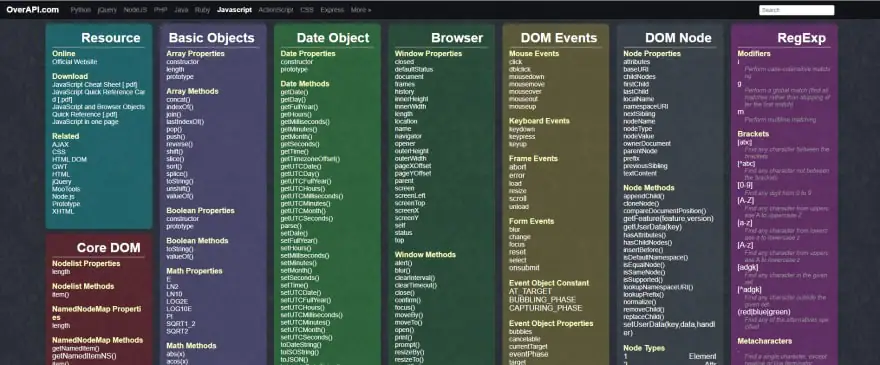 OverAPI.com Python jQuery NodeJS PHP Java Ruby Javascript ActionScript CSS Express More » Search
Resource
Online
Official Website
Download
JavaScript Cheat Sheet [.pdf]
JavaScript Quick Reference Car
d [.pdf]
JavaScript and Browser Objects
Quick Reference [.pdf]
JavaScript in one page
Related
AJAX
CSS
HTML DOM
GWT
HTML
jQuery
MooTools
Node.js
Prototype
XHTML
Core DOM
Nodelist Properties
length
Nodelist Methods
item()
NamedNodeMap Properti
es
length
NamedNodeMap Methods
getNamedItem()
getNamedItemNS()
item()
Basic Objects
Array Properties
constructor
length
prototype
Array Methods
concat()
indexOf()
join()
lastIndexOf()
pop()
push()
reverse()
shift()
slice()
sort()
splice()
toString()
unshift()
valueOf()
Boolean Properties
constructor
prototype
Boolean Methods
toString()
valueOf()
Math Properties
E
LN2
LN10
LOG2E
LOG10E
PI
SQRT1_2
SQRT2
Math Methods
abs(x)
acos(x)
Date Object
Date Properties
constructor
prototype
Date Methods
getDate()
getDay()
getFullYear()
getHours()
getMilliseconds()
getMinutes()
getMonth()
getSeconds()
getTime()
getTimezoneOffset()
getUTCDate()
getUTCDay()
getUTCFullYear()
getUTCHours()
getUTCMilliseconds()
getUTCMinutes()
getUTCMonth()
getUTCSeconds()
parse()
setDate()
setFullYear()
setHours()
setMilliseconds()
setMinutes()
setMonth()
setSeconds()
setTime()
setUTCDate()
setUTCFullYear()
setUTCHours()
setUTCMilliseconds()
setUTCMinutes()
setUTCMonth()
setUTCSeconds()
toDateString()
toISOString()
toJSON()
Browser
Window Properties
closed
defaultStatus
document
frames
history
innerHeight
innerWidth
length
location
name
navigator
opener
outerHeight
outerWidth
pageXOffset
pageYOffset
parent
screen
screenLeft
screenTop
screenX
screenY
self
status
top
Window Methods
alert()
blur()
clearInterval()
clearTimeout()
close()
confirm()
focus()
moveBy()
moveTo()
open()
print()
prompt()
resizeBy()
resizeTo()
DOM Events
Mouse Events
click
dblclick
mousedown
mousemove
mouseover
mouseout
mouseup
Keyboard Events
keydown
keypress
keyup
Frame Events
abort
error
load
resize
scroll
unload
Form Events
blur
change
focus
reset
select
onsubmit
Event Object Constant
AT_TARGET
BUBBLING_PHASE
CAPTURING_PHASE
Event Object Properties
bubbles
cancelable
currentTarget
eventPhase
target
DOM Node
Node Properties
attributes
baseURI
childNodes
firstChild
lastChild
localName
namespaceURI
nextSibling
nodeName
nodeType
nodeValue
ownerDocument
parentNode
prefix
previousSibling
textContent
Node Methods
appendChild()
cloneNode()
compareDocumentPosition()
getFeature(feature,version)
getUserData(key)
hasAttributes()
hasChildNodes()
insertBefore()
isDefaultNamespace()
isEqualNode()
isSameNode()
isSupported()
lookupNamespaceURI()
lookupPrefix()
normalize()
removeChild()
replaceChild()
setUserData(key,data,handl
er)
Node Types
1 Element
RegExp
Modifiers
i
Perform case-insensitive matchi
ng
g
Perform a global match (find all
matches rather than stopping aft
er the first match)
m
Perform multiline matching
Brackets
[abc]
Find any character between the
brackets
[^abc]
Find any character not between
the brackets
[0-9]
Find any digit from 0 to 9
[A-Z]
Find any character from upperc
ase A to uppercase Z
[a-z]
Find any character from lowerc
ase a to lowercase z
[A-z]
Find any character from upperc
ase A to lowercase z
[adgk]
Find any character in the given
set
[^adgk]
Find any character outside the
given set
(red|blue|green)
Find any of the alternatives spe
cified
Metacharacters
.
Find a single character, except